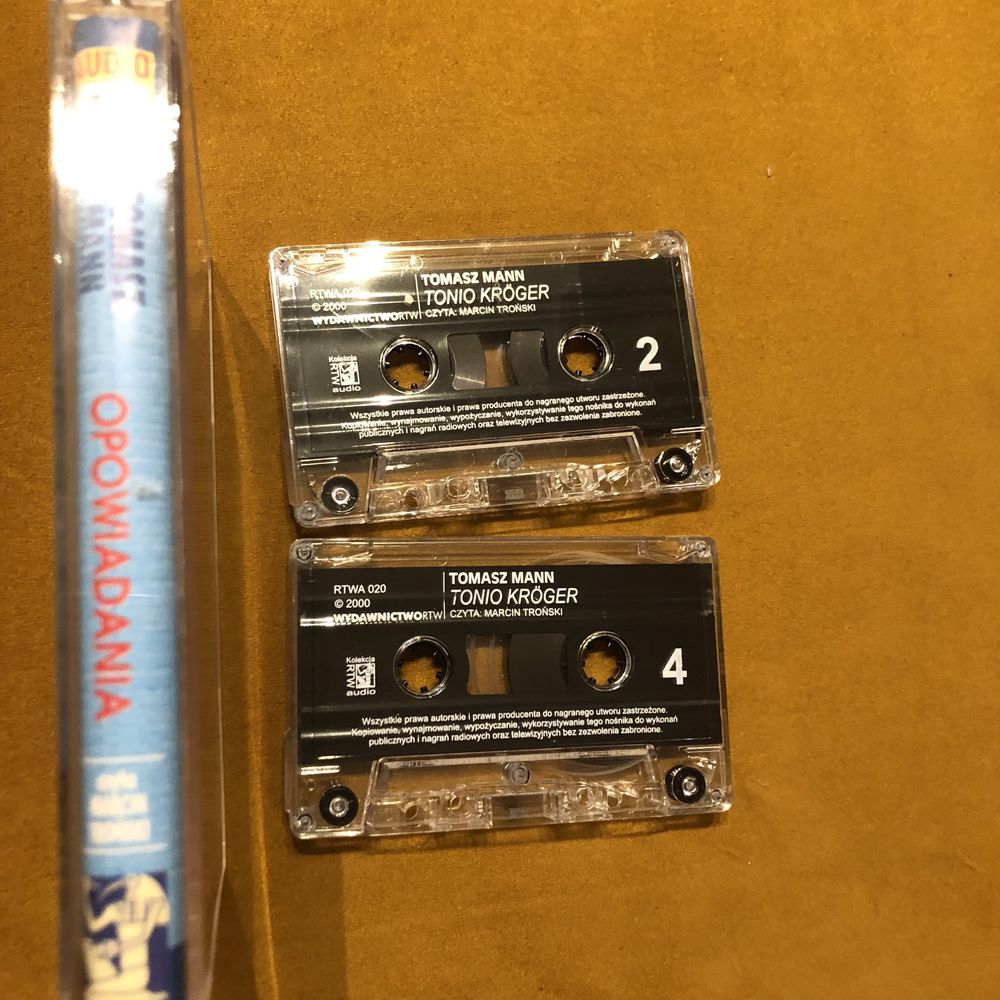 AUDIO
TOMASZ
MANN
OPOWIADANIA
RTWA 020
© 2000
WYDAWNICTWORTW
TOMASZ MANN
TONIO KRÖGER
CZYTA: MARCIN TROŃSKI
Kolekcja
RTW
audio
2
Wszystkie prawa autorskie i prawa producenta do nagranego utworu zastrzeżone.
Kopiowanie, wynajmowanie, wypożyczanie, wykorzystywanie tego nośnika do wykonań
publicznych i nagrań radiowych oraz telewizyjnych bez zezwolenia zabronione.
RTWA 020
© 2000
WYDAWNICTWORTW
TOMASZ MANN
TONIO KRÖGER
CZYTA: MARCIN TROŃSKI
Kolekcja
RTW
audio
4
Wszystkie prawa autorskie i prawa producenta do nagranego utworu zastrzeżone.
Kopiowanie, wynajmowanie, wypożyczanie, wykorzystywanie tego nośnika do wykonań
publicznych i nagrań radiowych oraz telewizyjnych bez zezwolenia zabronione.